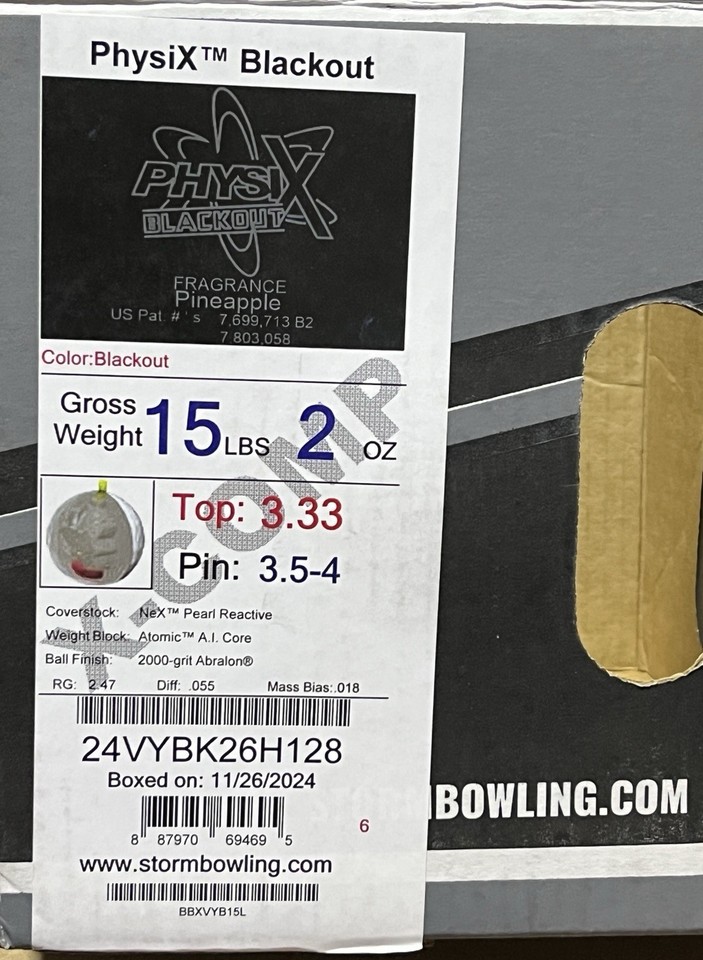 PhysiX™ Blackout
PHYSIX
BLACKOUT
FRAGRANCE
Pineapple
US Pat. # ' s 7,699,713 B2
7 803,058
Color:Blackout
Gross Weight 15 LBS 2 OZ
X-COMP
Top: 3.33
Pin: 3.5-4
Coverstock: NeX™ Pearl Reactive
Weight Block: Atomic™ A.I. Core
Ball Finish: 2000-grit Abralon®
RG: 2.47 Diff: .055 Mass Bias:.018
24VYBK26H128
Boxed on: 11/26/2024
8 87970 69469 5
6
www.stormbowling.com
BBXVYB15L
STORMBOWLING.COM